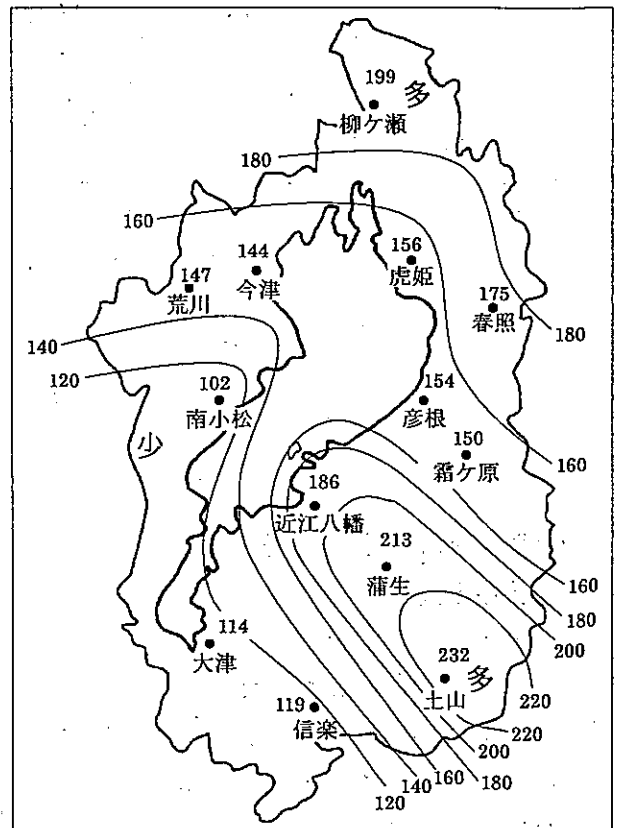 199
多
柳ケ瀬
180
160
144
156
147
今津
虎姫
荒川
175
春照
180
140
120
102
154
南小松
彦根
少
150
霜ケ原
160
186
近江八幡
213
蒲生
160
180
200
114
大津
232
多
土山
220
119
信楽
220
200
180
160
140
120